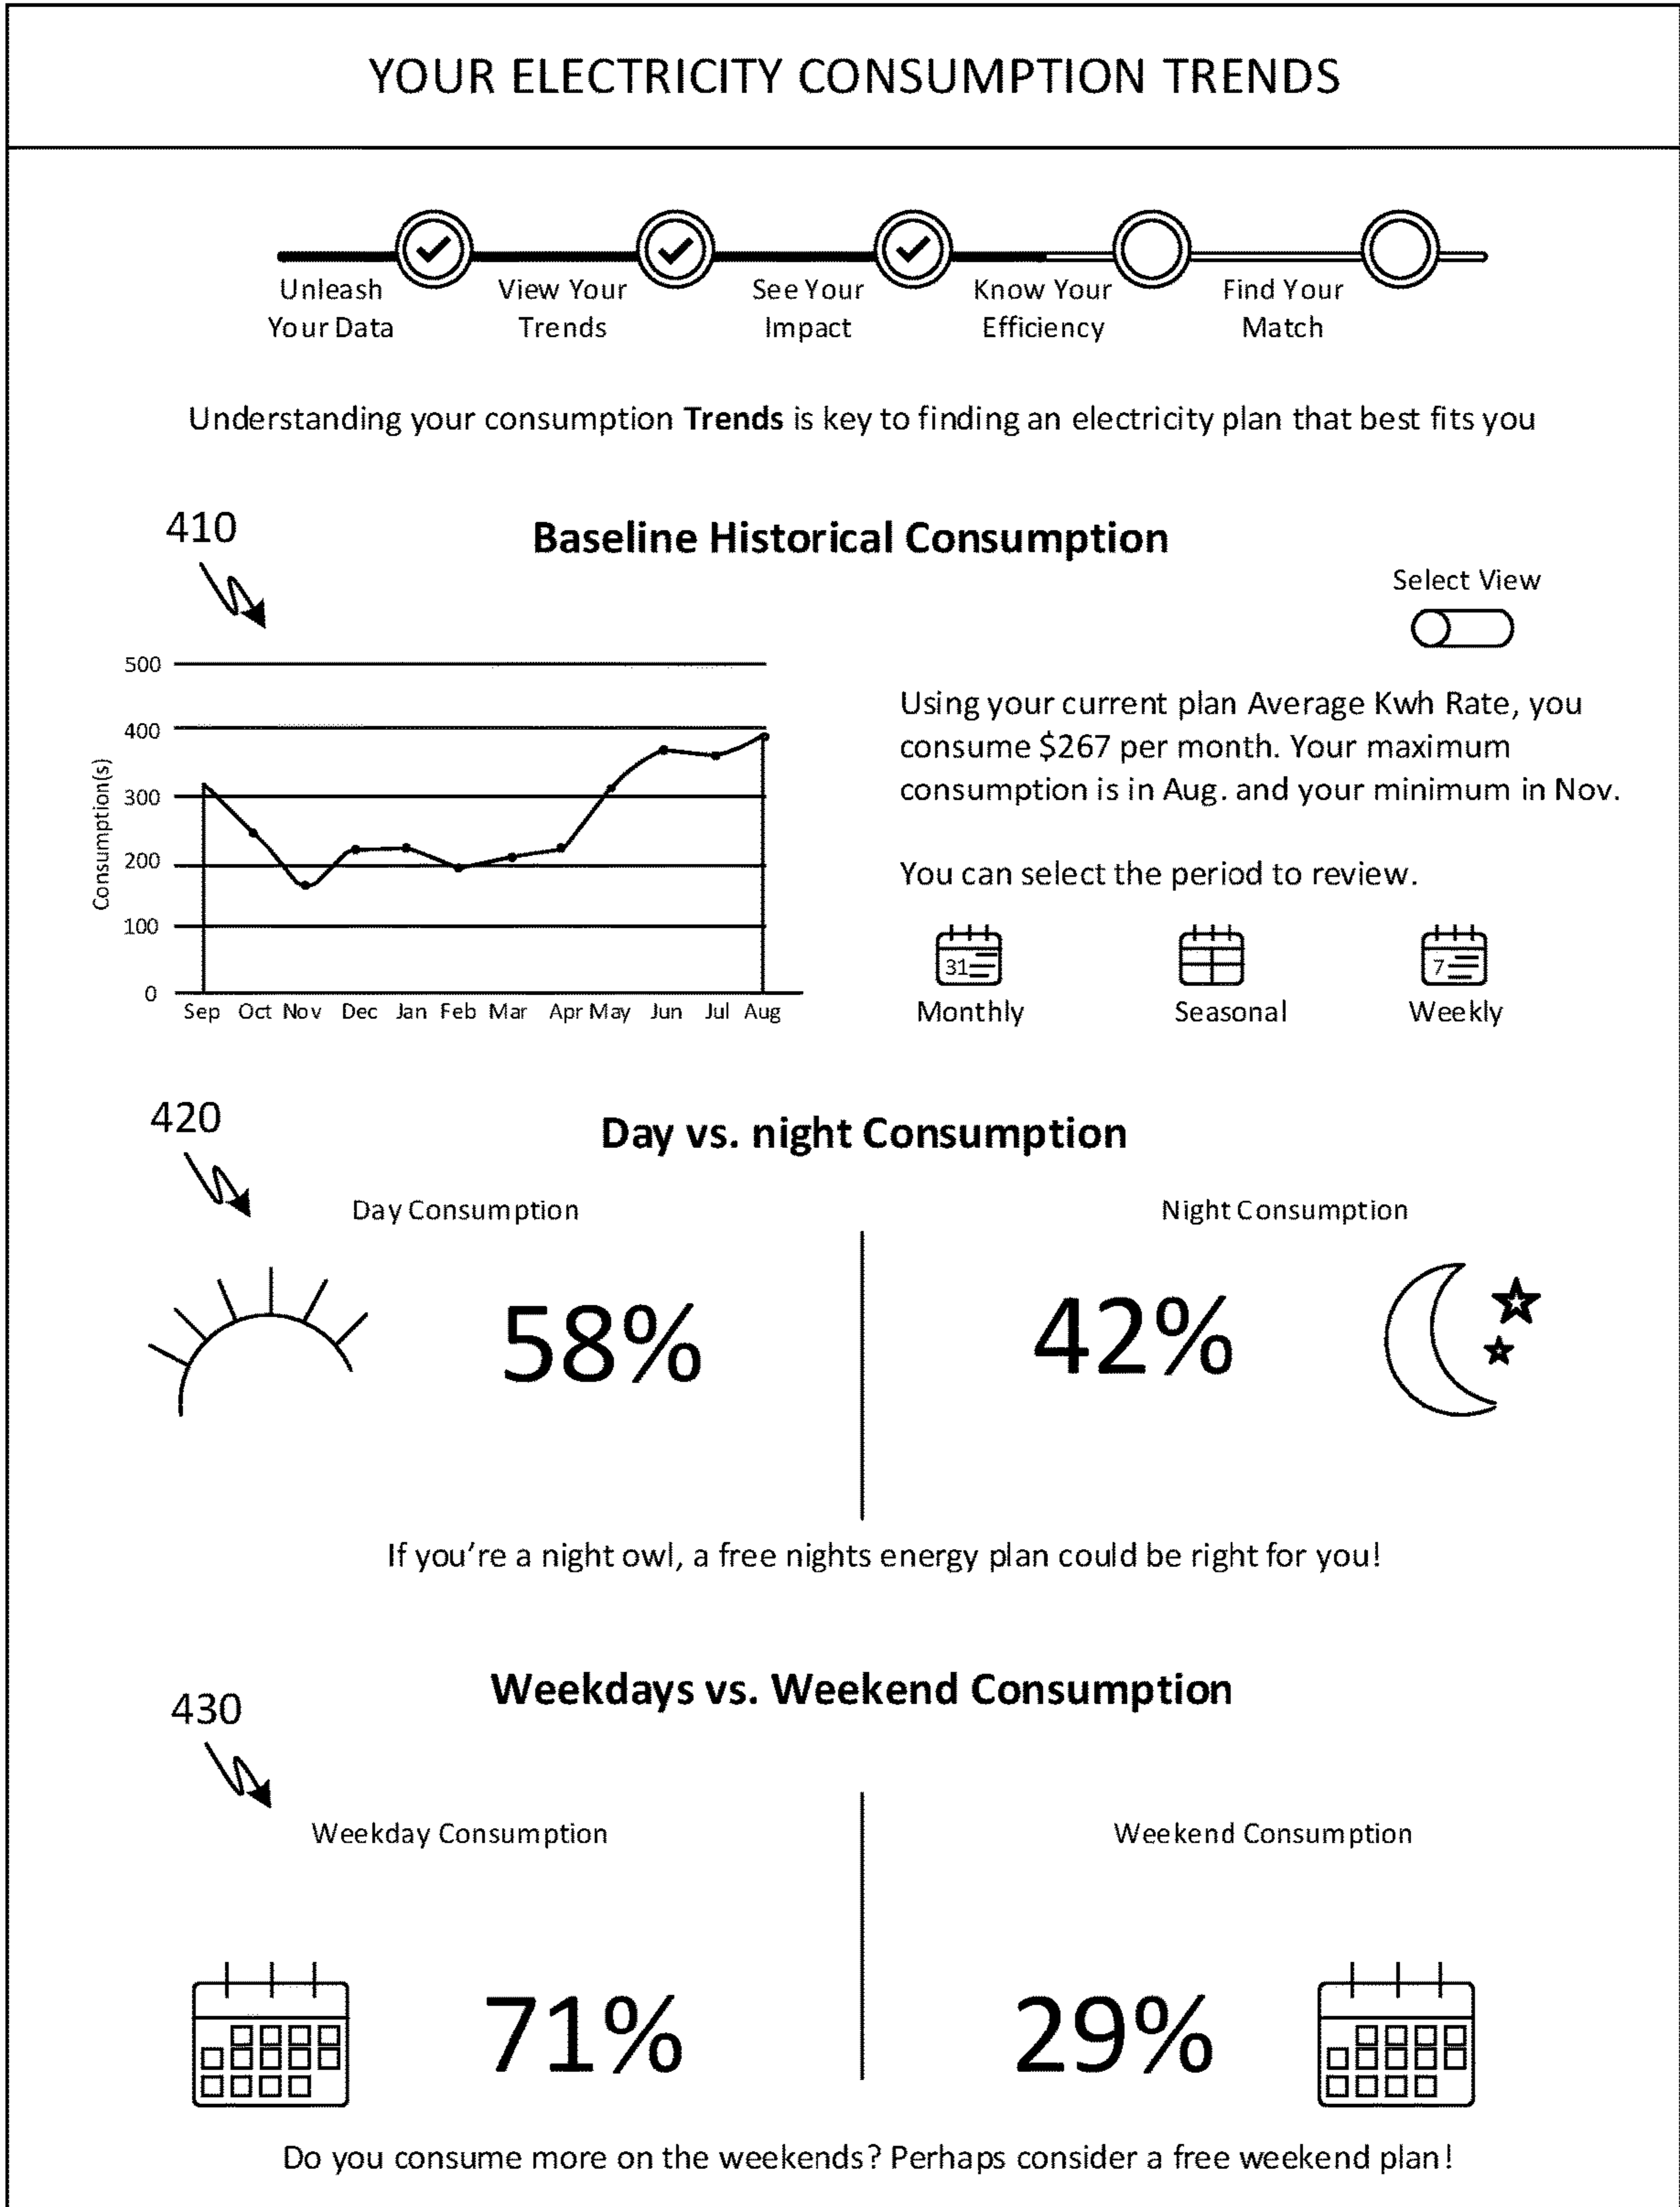 YOUR ELECTRICITY CONSUMPTION TRENDS
Unleash
Your Data
View Your
Trends
See Your
Impact
Know Your
Efficiency
Find Your
Match
Understanding your consumption Trends is key to finding an electricity plan that best fits you
410
Baseline Historical Consumption
Select View
Consumption(s)
500
400
300
200
100
0
Sep Oct Nov Dec Jan Feb Mar Apr May Jun Jul Aug
Using your current plan Average Kwh Rate, you
consume $267 per month. Your maximum
consumption is in Aug. and your minimum in Nov.
You can select the period to review.
31
7
Monthly
Seasonal
Weekly
420
Day vs. night Consumption
Day Consumption
Night Consumption
58%
42%
If you're a night owl, a free nights energy plan could be right for you!
430
Weekdays vs. Weekend Consumption
Weekday Consumption
Weekend Consumption
71%
29%
Do you consume more on the weekends? Perhaps consider a free weekend plan!